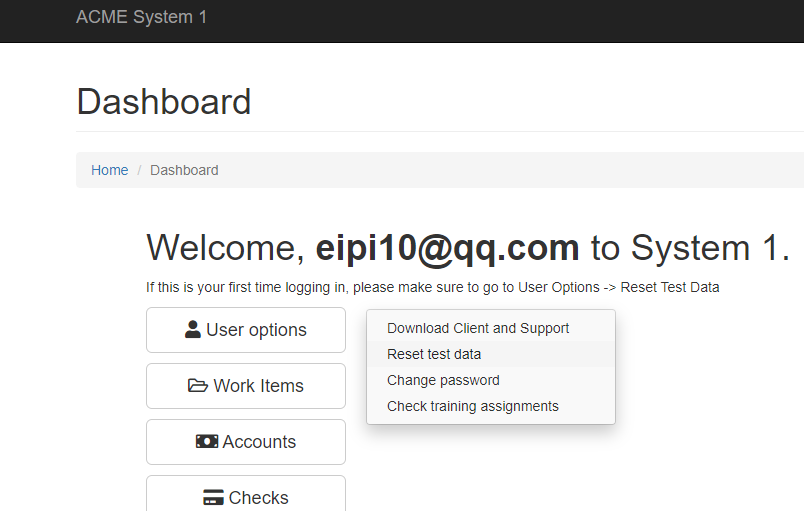 ACME System 1
Dashboard
Home / Dashboard
Welcome, eipi10@qq.com to System 1.
If this is your first time logging in, please make sure to go to User Options -> Reset Test Data
User options
Download Client and Support
Reset test data
Change password
Check training assignments
Work Items
Accounts
Checks